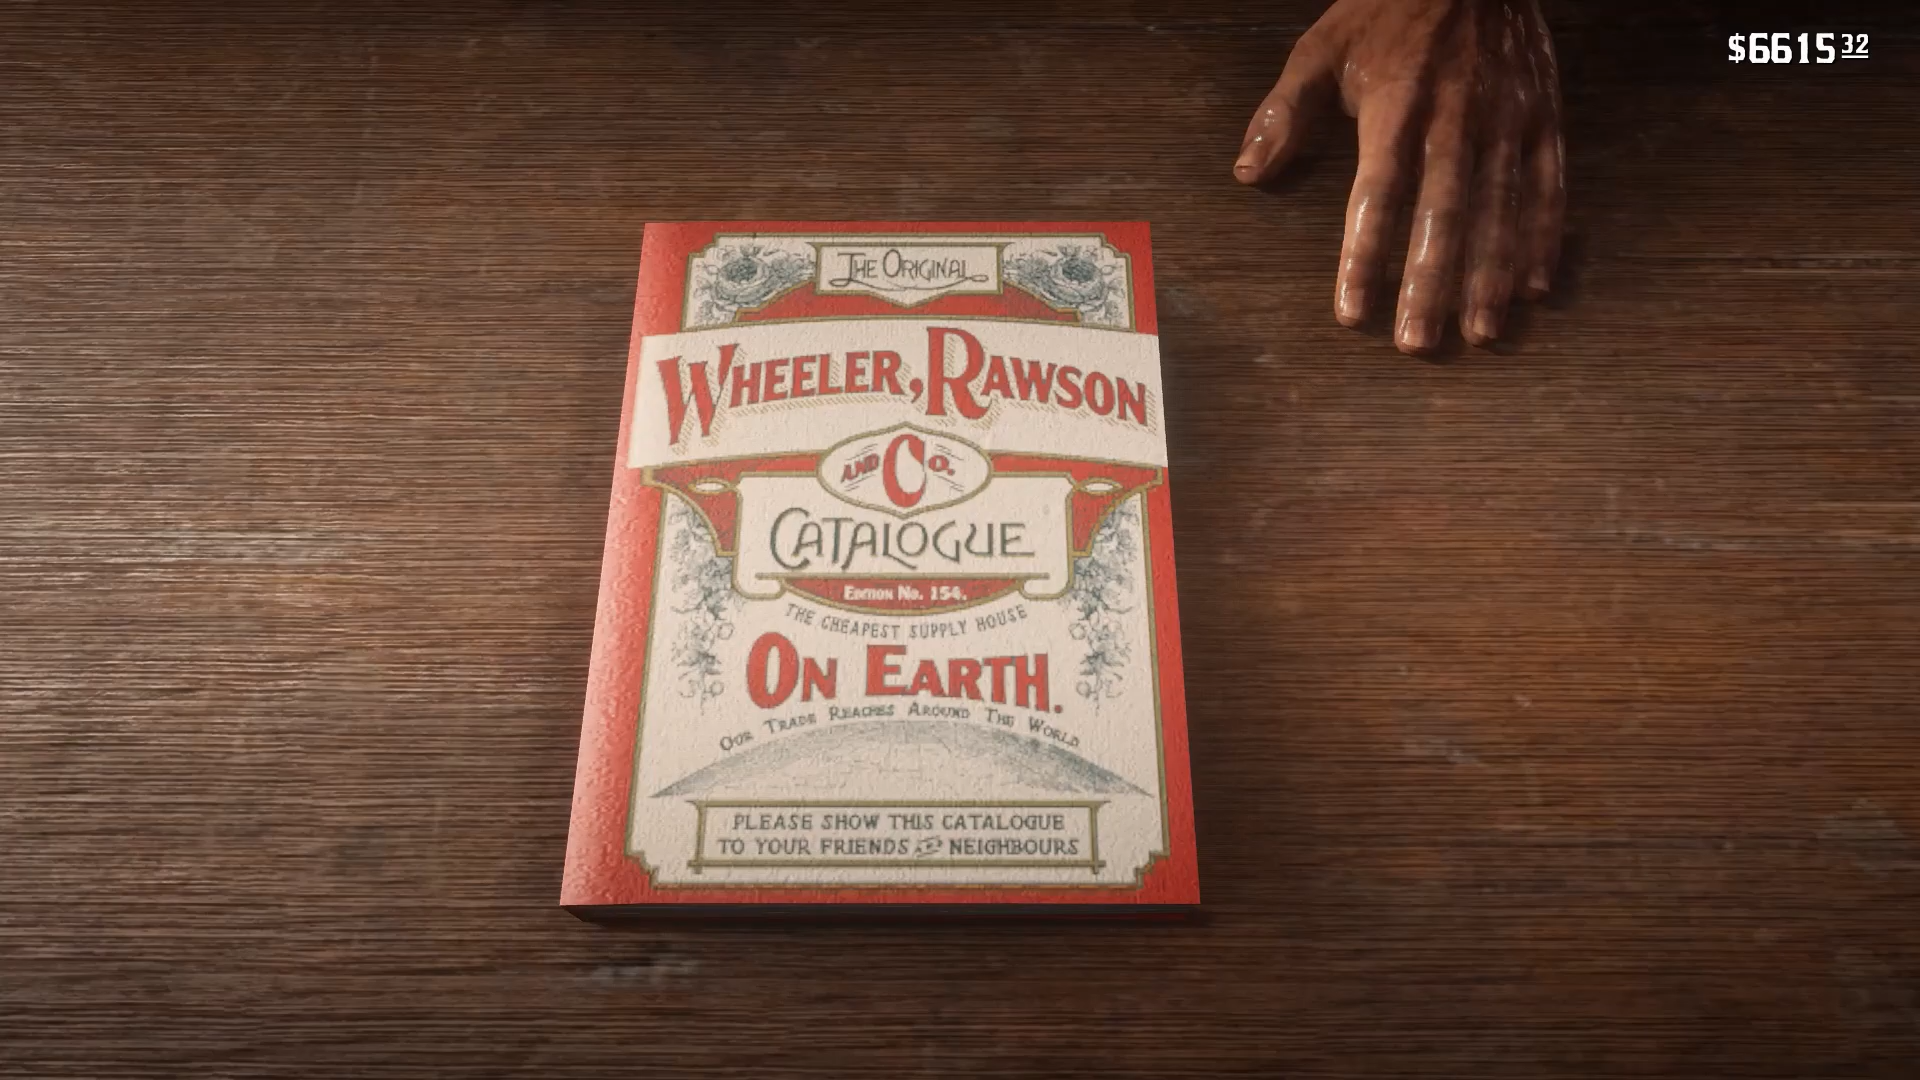 $6615 32
THE ORIGINAL
WHEELER, RAWSON
AND CO.
CATALOGUE
EDITION No. 154.
THE CHEAPEST SUPPLY HOUSE
ON EARTH.
OUR TRADE REACHES AROUND THE WORLD
PLEASE SHOW THIS CATALOGUE
TO YOUR FRIENDS & NEIGHBOURS